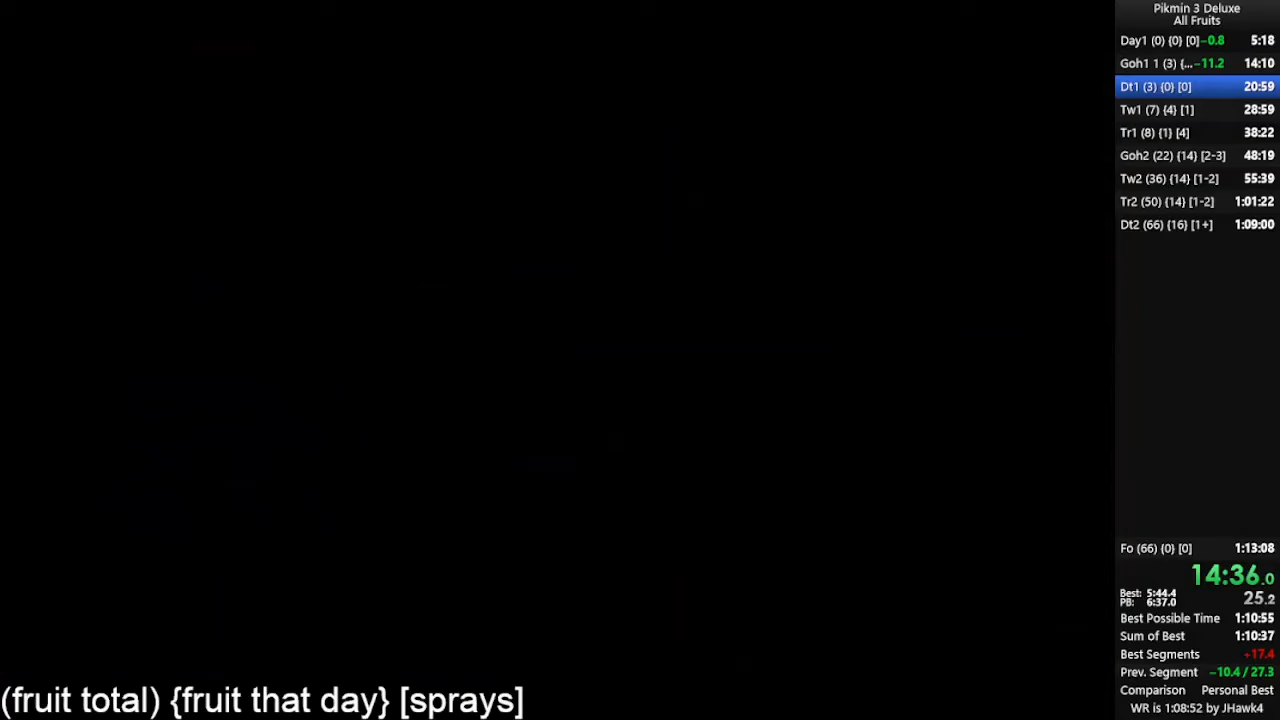 Pikmin 3 Deluxe
All Fruits
Day1 (0) {0} [0] −0.8 5:18
Goh1 1 (3) {... −11.2 14:10
Dt1 (3) {0} [0] 20:59
Tw1 (7) {4} [1] 28:59
Tr1 (8) {1} [4] 38:22
Goh2 (22) {14} [2-3] 48:19
Tw2 (36) {14} [1-2] 55:39
Tr2 (50) {14} [1-2] 1:01:22
Dt2 (66) {16} [1+] 1:09:00
Fo (66) {0} [0] 1:13:08
14:36.0
Best: 5:44.4
PB: 6:37.0 25.2
Best Possible Time 1:10:55
Sum of Best 1:10:37
Best Segments +17.4
Prev. Segment −10.4 / 27.3
Comparison Personal Best
WR is 1:08:52 by JHawk4
(fruit total) {fruit that day} [sprays]